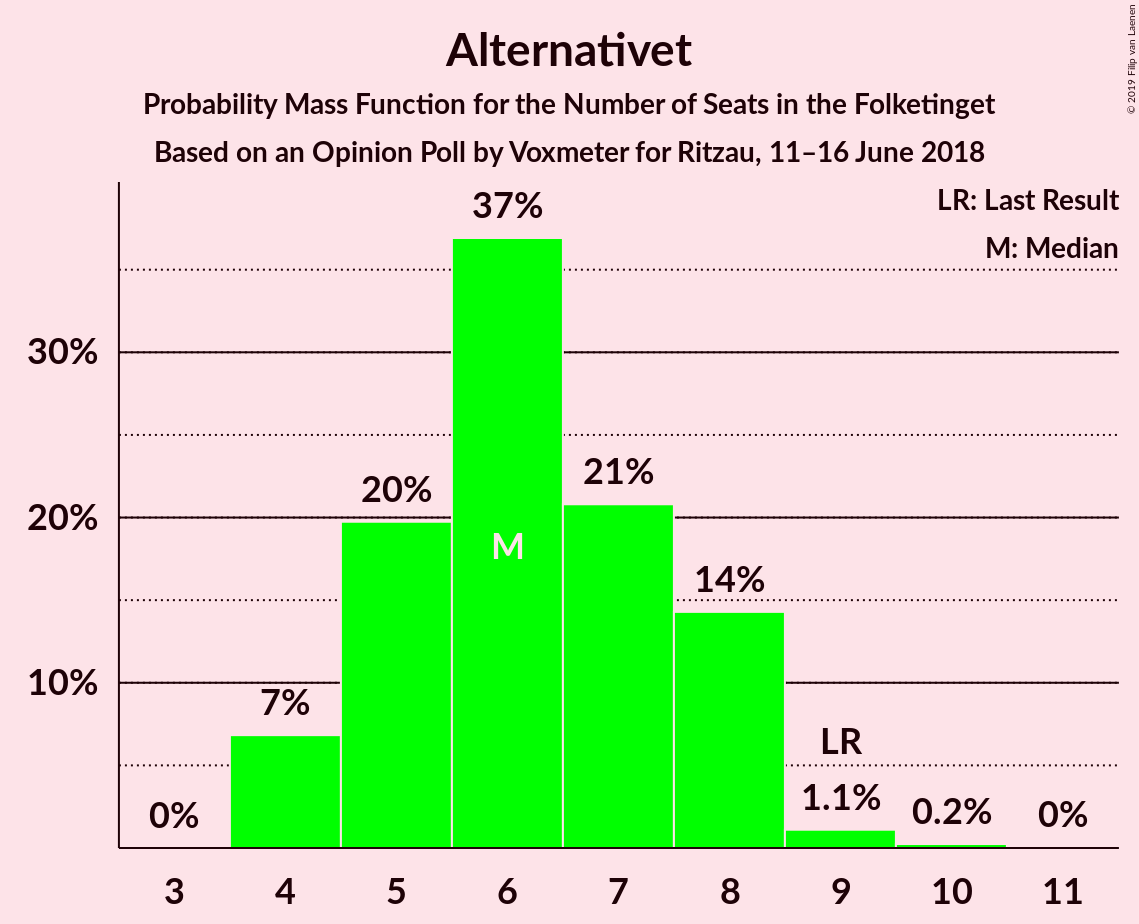 Alternativet
Probability Mass Function for the Number of Seats in the Folketinget
Based on an Opinion Poll by Voxmeter for Ritzau, 11–16 June 2018
© 2019 Filip van Laenen
LR: Last Result
M: Median
37%
30%
21%
20%
20%
M
14%
10%
7%
LR
1.1%
0.2%
0%
0%
3 4 5 6 7 8 9 10 11